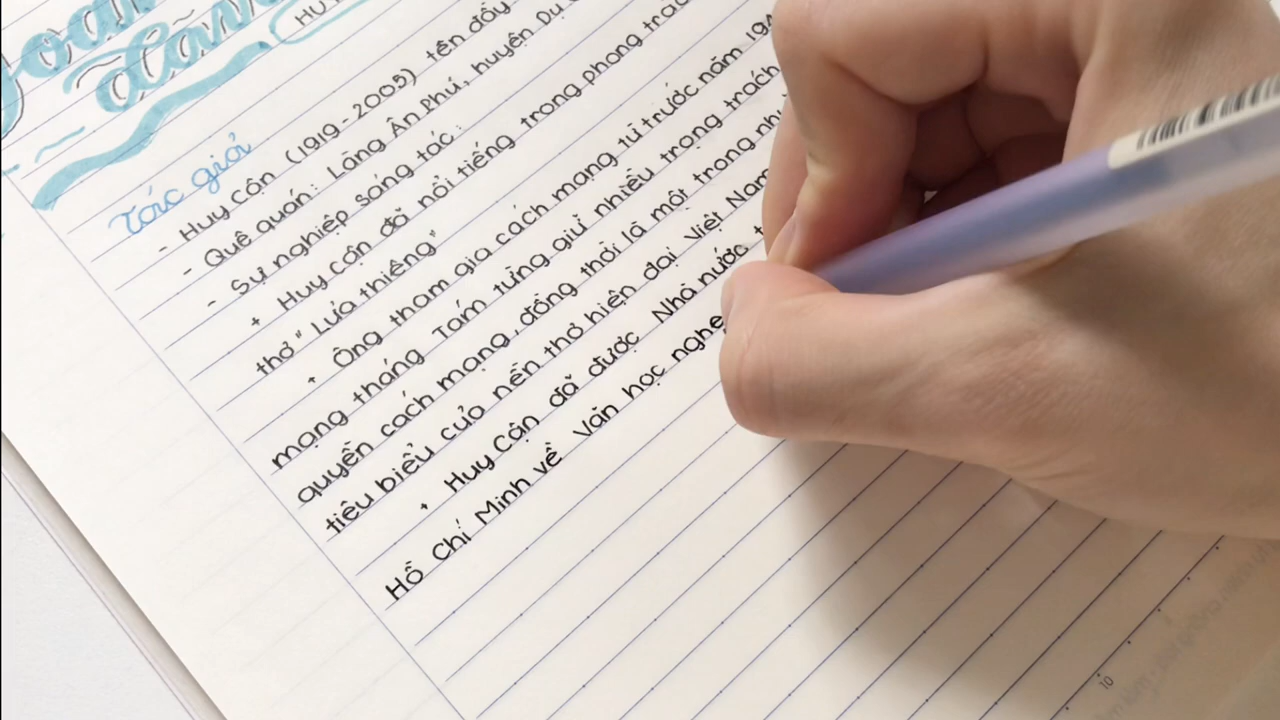 HUY
Tác giả
- Huy Cận (1919 - 2005) tên đầy
- Quê quán: Làng Ân Phú, huyện Vụ
- Sự nghiệp sáng tác:
+ Huy Cận đã nổi tiếng trong phong trào
thơ "Lửa thiêng"
+ Ông tham gia cách mạng từ trước năm 194
mạng tháng Tám từng giữ nhiều trọng trách
quyền cách mạng, đồng thời là một trong nh
tiêu biểu của nền thơ hiện đại Việt Nam
+ Huy Cận đã được Nhà nước t
Hồ Chí Minh về Văn học nghệ
10